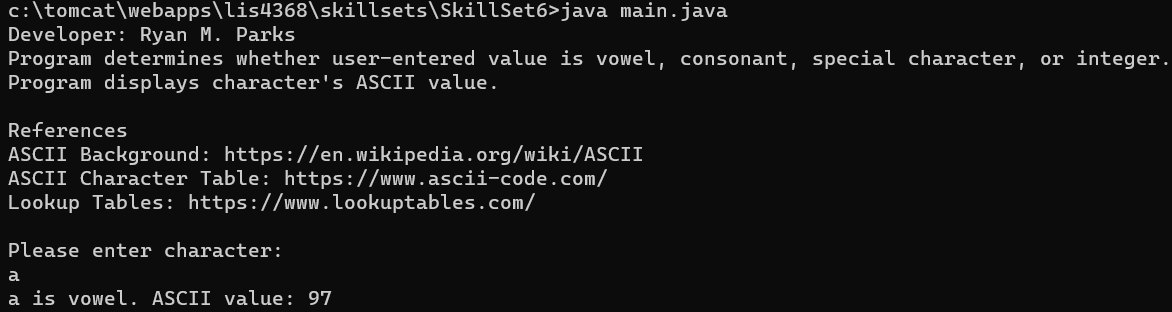 c:\tomcat\webapps\lis4368\skillsets\SkillSet6>java main.java
Developer: Ryan M. Parks
Program determines whether user-entered value is vowel, consonant, special character, or integer.
Program displays character's ASCII value.
References
ASCII Background: https://en.wikipedia.org/wiki/ASCII
ASCII Character Table: https://www.ascii-code.com/
Lookup Tables: https://www.lookuptables.com/
Please enter character:
a
a is vowel. ASCII value: 97